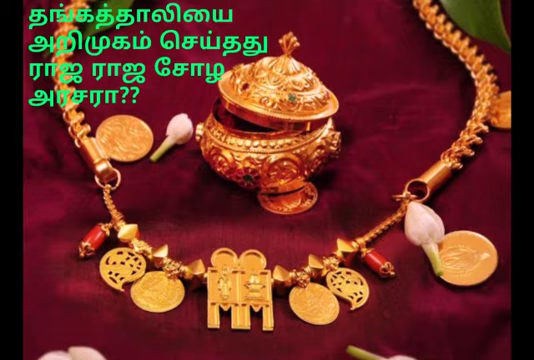 தங்கத்தாலியை
அறிமுகம் செய்தது
ராஜ ராஜ சோழ
அரசரா??